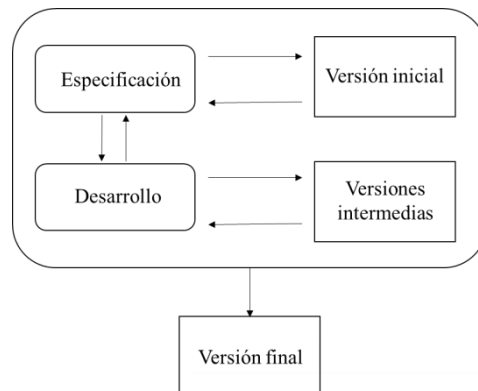 Especificación
Versión inicial
Desarrollo
Versiones
intermedias
Versión final